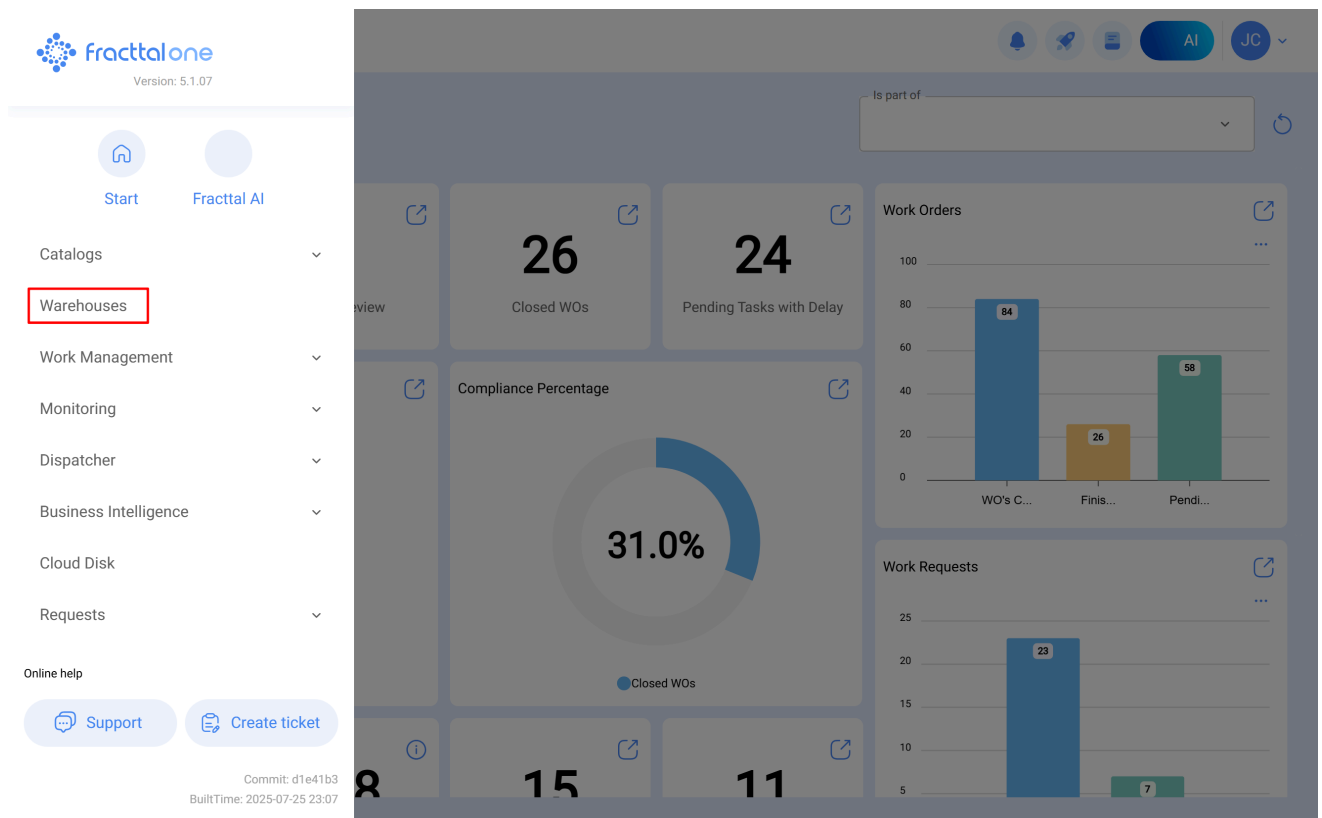 fracttal one
Version: 5.1.07
Start
Fracttal AI
Catalogs
Warehouses
Work Management
Monitoring
Dispatcher
Business Intelligence
Cloud Disk
Requests
Online help
Support
Create ticket
Commit: d1e41b3
BuiltTime: 2025-07-25 23:07
AI
JC
Is part of
26
Closed WOs
24
Pending Tasks with Delay
Compliance Percentage
31.0%
Closed WOs
15
11
Work Orders
100
80
60
40
20
0
84
26
58
WO's C...
Finis...
Pendi...
Work Requests
25
20
15
10
5
23
7